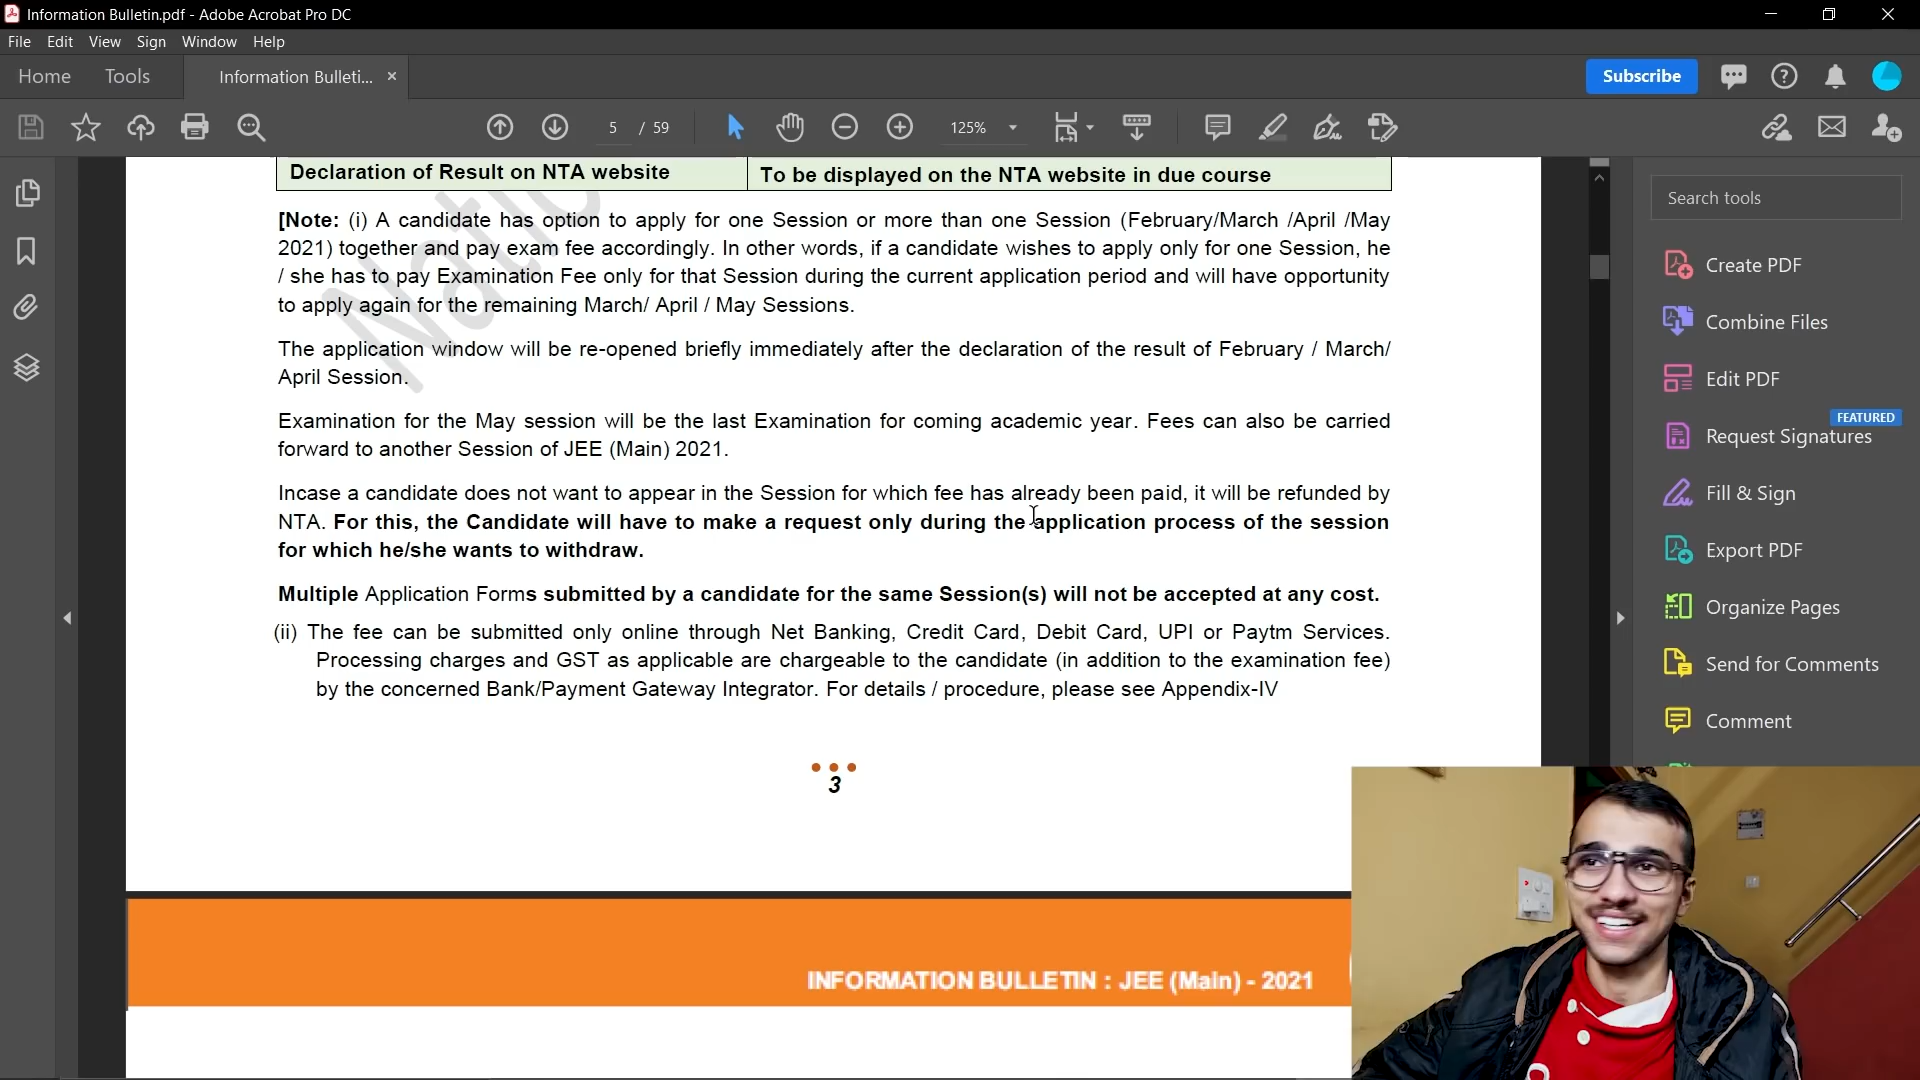 Information Bulletin.pdf - Adobe Acrobat Pro DC
File Edit View Sign Window Help
Home Tools Information Bulleti... × Subscribe
5 / 59 125%
Search tools
Create PDF
Combine Files
Edit PDF
FEATURED
Request Signatures
Fill & Sign
Export PDF
Organize Pages
Send for Comments
Comment
Declaration of Result on NTA website To be displayed on the NTA website in due course
[Note: (i) A candidate has option to apply for one Session or more than one Session (February/March /April /May
2021) together and pay exam fee accordingly. In other words, if a candidate wishes to apply only for one Session, he
/ she has to pay Examination Fee only for that Session during the current application period and will have opportunity
to apply again for the remaining March/ April / May Sessions.
The application window will be re-opened briefly immediately after the declaration of the result of February / March/
April Session.
Examination for the May session will be the last Examination for coming academic year. Fees can also be carried
forward to another Session of JEE (Main) 2021.
Incase a candidate does not want to appear in the Session for which fee has already been paid, it will be refunded by
NTA. For this, the Candidate will have to make a request only during the application process of the session
for which he/she wants to withdraw.
Multiple Application Forms submitted by a candidate for the same Session(s) will not be accepted at any cost.
(ii) The fee can be submitted only online through Net Banking, Credit Card, Debit Card, UPI or Paytm Services.
Processing charges and GST as applicable are chargeable to the candidate (in addition to the examination fee)
by the concerned Bank/Payment Gateway Integrator. For details / procedure, please see Appendix-IV
3
INFORMATION BULLETIN : JEE (Main) - 2021